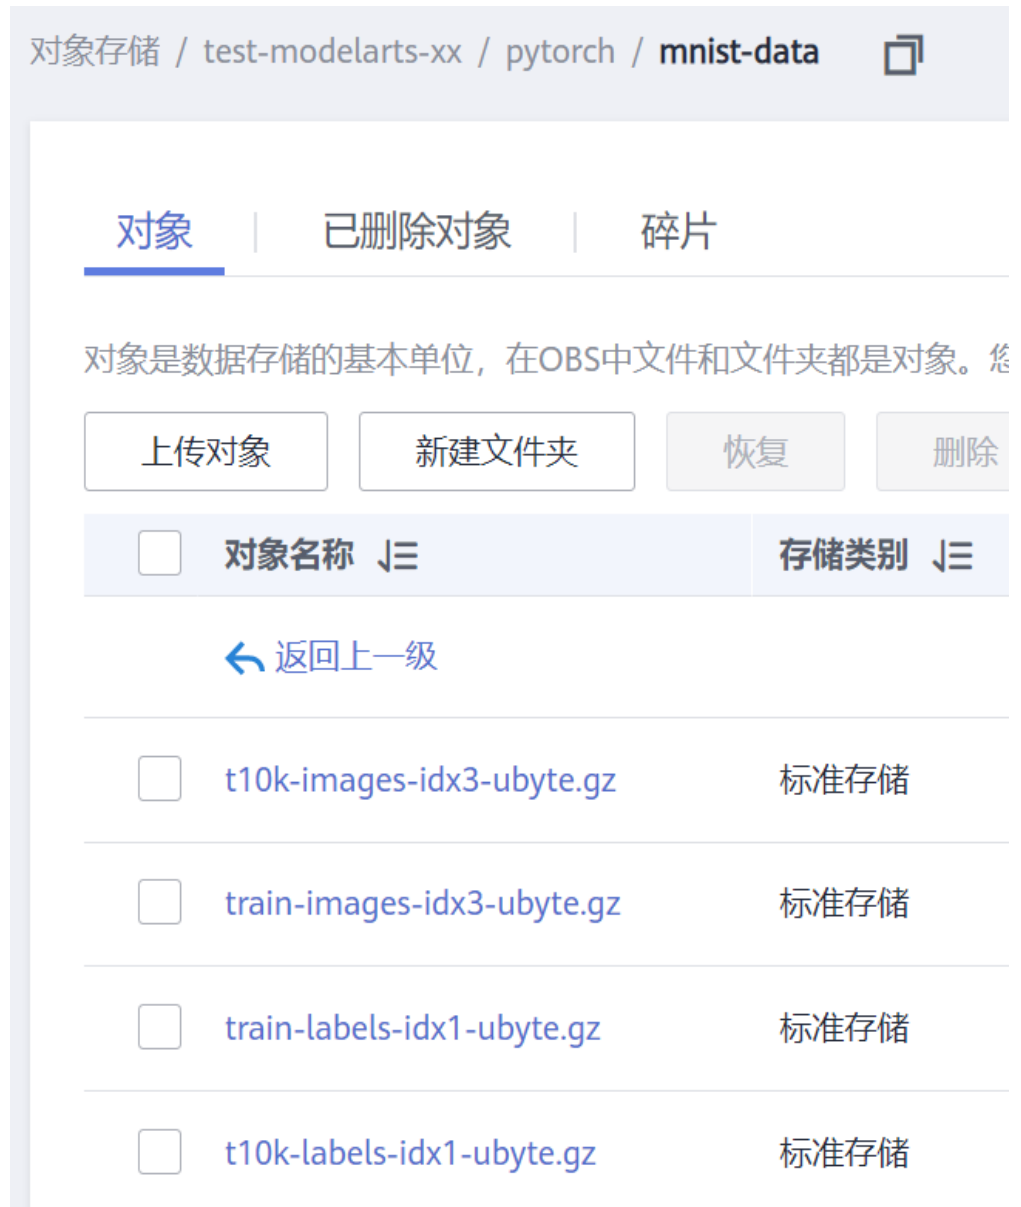 对象存储 / test-modelarts-xx / pytorch / mnist-data
对象 已删除对象 碎片
对象是数据存储的基本单位，在OBS中文件和文件夹都是对象。您
上传对象 新建文件夹 恢复 删除
对象名称 存储类别
返回上一级
t10k-images-idx3-ubyte.gz 标准存储
train-images-idx3-ubyte.gz 标准存储
train-labels-idx1-ubyte.gz 标准存储
t10k-labels-idx1-ubyte.gz 标准存储